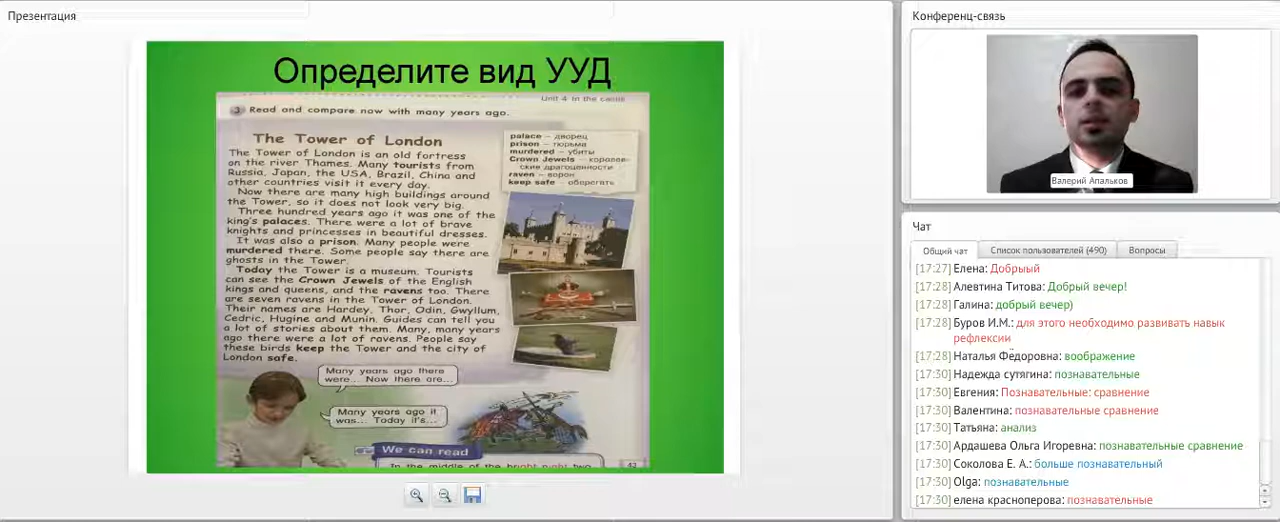 Презентация
Определите вид УУД
Unit 4 In the castle
3 Read and compare now with many years ago.
The Tower of London
The Tower of London is an old fortress
on the river Thames. Many tourists from
Russia, Japan, the USA, Brazil, China and
other countries visit it every day.
Now there are many high buildings around
the Tower, so it does not look very big.
Three hundred years ago it was one of the
king's palaces. There were a lot of brave
knights and princesses in beautiful dresses.
It was also a prison. Many people were
murdered there. Some people say there are
ghosts in the Tower.
Today the Tower is a museum. Tourists
can see the Crown Jewels of the English
kings and queens, and the ravens too. There
are seven ravens in the Tower of London.
Their names are Hardey, Thor, Odin, Gwyllum,
Cedric, Hugine and Munin. Guides can tell you
a lot of stories about them. Many, many years
ago there were a lot of ravens. People say
these birds keep the Tower and the city of
London safe.
palace – дворец
prison – тюрьма
murdered – убиты
Crown Jewels – королев-
ские драгоценности
raven – ворон
keep safe – оберегать
Many years ago there
were... Now there are...
Many years ago it
was... Today it's...
We can read
In the middle of the bright night two
43
Конференц-связь
Валерий Апальков
Чат
Общий чат
Список пользователей (490)
Вопросы
[17:27] Елена: Добрыый
[17:28] Алевтина Титова: Добрый вечер!
[17:28] Галина: добрый вечер)
[17:28] Буров И.М.: для этого необходимо развивать навык
рефлексии
[17:28] Наталья Фёдоровна: воображение
[17:30] Надежда сутягина: познавательные
[17:30] Евгения: Познавательные: сравнение
[17:30] Валентина: познавательные сравнение
[17:30] Татьяна: анализ
[17:30] Ардашева Ольга Игоревна: познавательные сравнение
[17:30] Соколова Е. А.: больше познавательный
[17:30] Olga: познавательные
[17:30] елена красноперова: познавательные